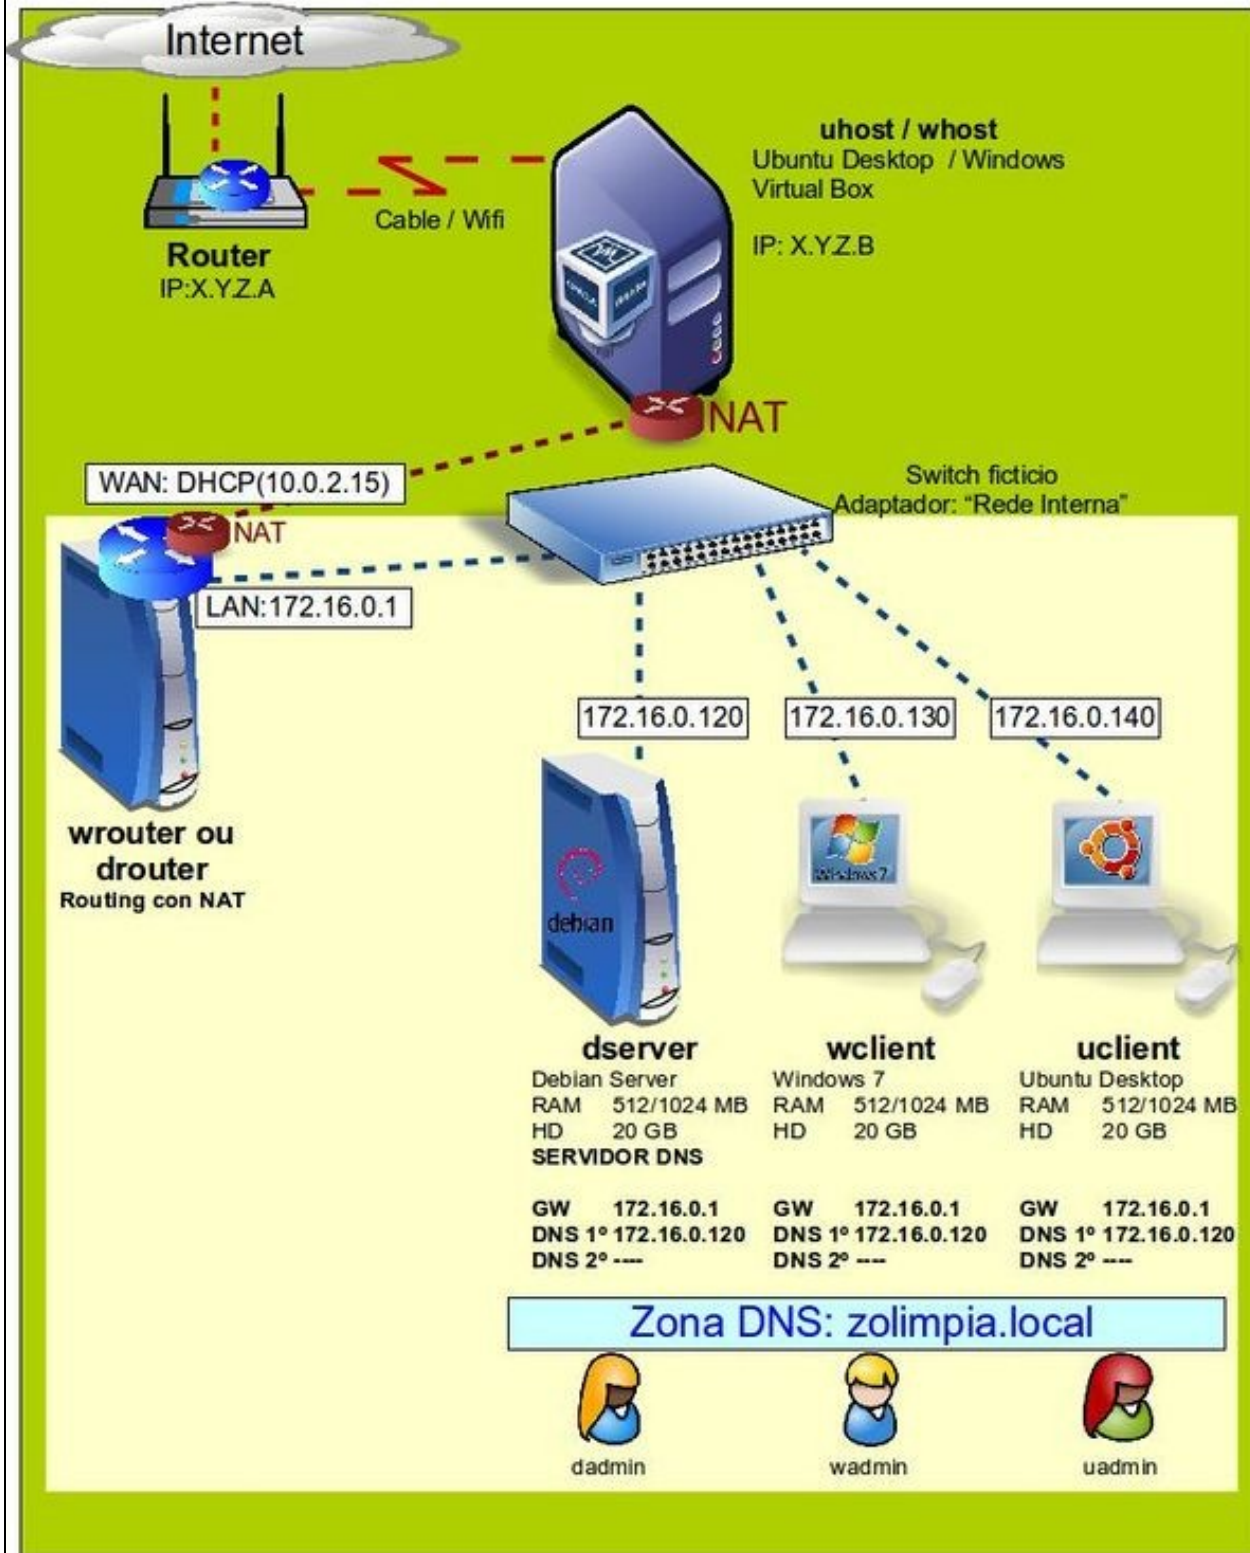 Internet
uhost / whost
Ubuntu Desktop / Windows
Virtual Box
IP: X.Y.Z.B
Cable / Wifi
Router
IP:X.Y.Z.A
NAT
WAN: DHCP(10.0.2.15)
Switch ficticio
Adaptador: “Rede Interna”
NAT
LAN:172.16.0.1
172.16.0.120
172.16.0.130
172.16.0.140
wrouter ou
drouter
Routing con NAT
debian
Windows 7
dserver
Debian Server
RAM 512/1024 MB
HD 20 GB
SERVIDOR DNS
GW 172.16.0.1
DNS 1º 172.16.0.120
DNS 2º ----
wclient
Windows 7
RAM 512/1024 MB
HD 20 GB
GW 172.16.0.1
DNS 1º 172.16.0.120
DNS 2º ----
uclient
Ubuntu Desktop
RAM 512/1024 MB
HD 20 GB
GW 172.16.0.1
DNS 1º 172.16.0.120
DNS 2º ----
Zona DNS: zolimpia.local
dadmin
wadmin
uadmin